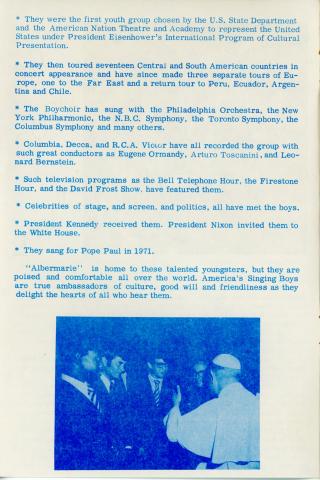 * They were the first youth group chosen by the U.S. State Department
and the American Nation Theatre and Academy to represent the United
States under President Eisenhower's International Program of Cultural
Presentation.
* They then toured seventeen Central and South American countries in
concert appearance and have since made three separate tours of Eu-
rope, one to the Far East and a return tour to Peru, Ecuador, Argen-
tina and Chile.
* The Boychoir has sung with the Philadelphia Orchestra, the New
York Philharmonic, the N.B.C. Symphony, the Toronto Symphony, the
Columbus Symphony and many others.
* Columbia, Decca, and R.C.A. Victor have all recorded the group with
such great conductors as Eugene Ormandy, Arturo Toscanini, and Leo-
nard Bernstein.
* Such television programs as the Bell Telephone Hour, the Firestone
Hour, and the David Frost Show. have featured them.
* Celebrities of stage, and screen. and politics, all have met the boys.
* President Kennedy received them. President Nixon invited them to
the White House.
* They sang for Pope Paul in 1971.
"Albermarle" is home to these talented youngsters, but they are
poised and comfortable all over the world. America's Singing Boys
are true ambassadors of culture, good will and friendliness as they
delight the hearts of all who hear them.